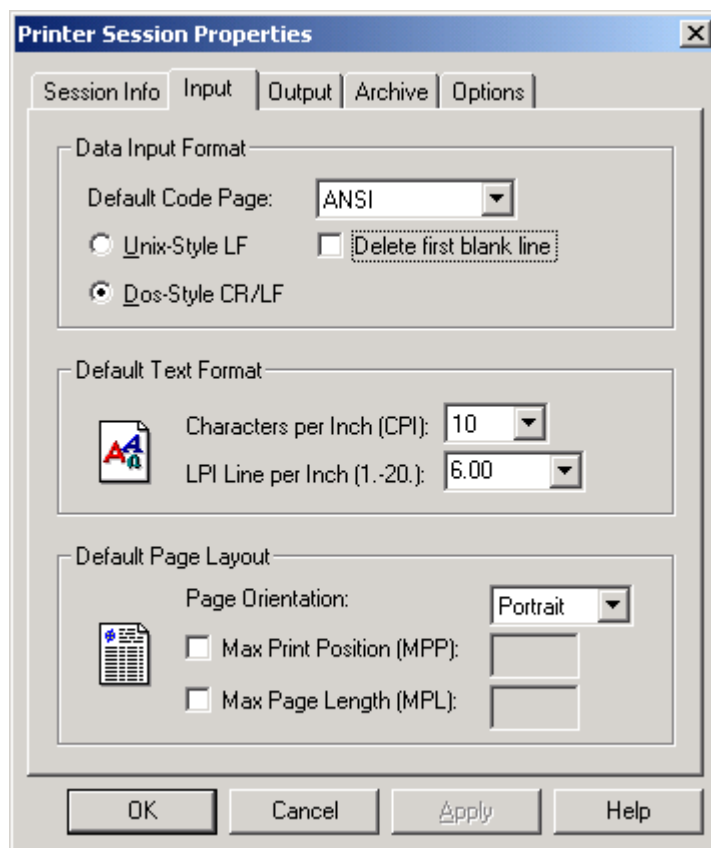 Printer Session Properties
Session Info Input Output Archive Options
Data Input Format
Default Code Page: ANSI
Unix-Style LF Delete first blank line
Dos-Style CR/LF
Default Text Format
Characters per Inch (CPI): 10
LPI Line per Inch (1.-20.): 6.00
Default Page Layout
Page Orientation: Portrait
Max Print Position (MPP):
Max Page Length (MPL):
OK Cancel Apply Help